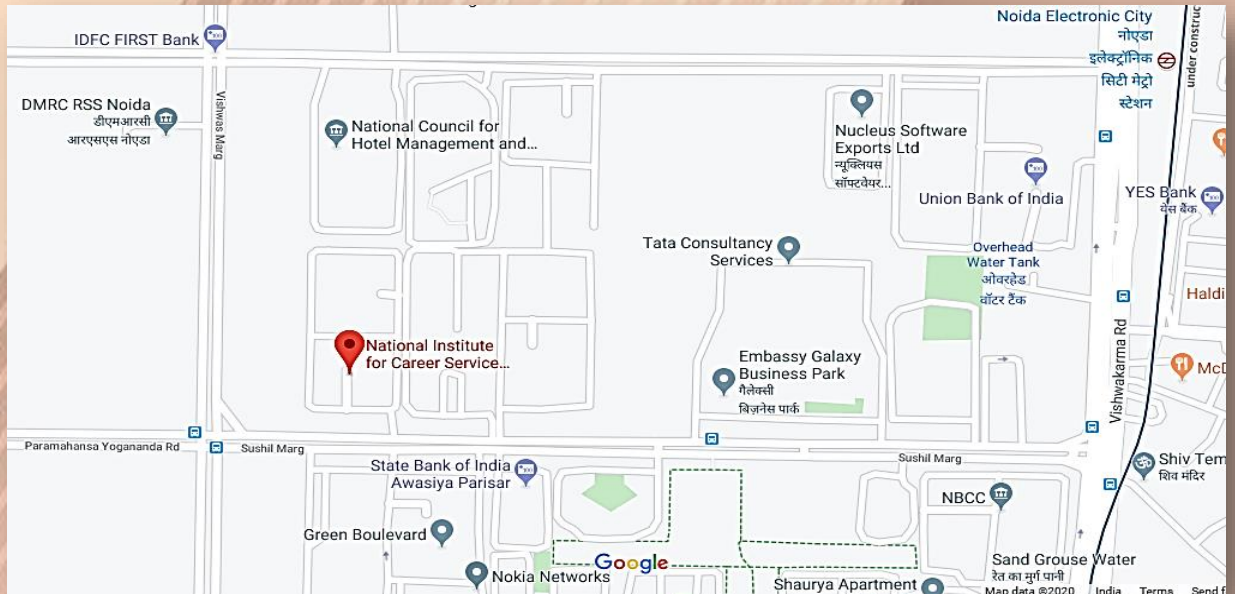 Noida Electronic City
नोएडा
इलेक्ट्रॉनिक
सिटी मेट्रो
स्टेशन
under construc
IDFC FIRST Bank
DMRC RSS Noida
डीएमआरसी
आरएसएस नोएडा
Vishwas Marg
National Council for
Hotel Management and...
Nucleus Software
Exports Ltd
न्यूक्लियस
सॉफ्टवेयर...
Union Bank of India
YES Bank
येस बैंक
Tata Consultancy
Services
Overhead
Water Tank
ओवरहेड
वॉटर टैंक
Haldi
National Institute
for Career Service...
Embassy Galaxy
Business Park
गैलेक्सी
बिज़नेस पार्क
Vishwakarma Rd
McD
Paramahansa Yogananda Rd
Sushil Marg
Sushil Marg
State Bank of India
Awasiya Parisar
Shiv Tem
शिव मंदिर
NBCC
Green Boulevard
Google
Nokia Networks
Sand Grouse Water
रेत का मुर्ग पानी
Shaurya Apartment
Map data ©2020 India Terms Send f